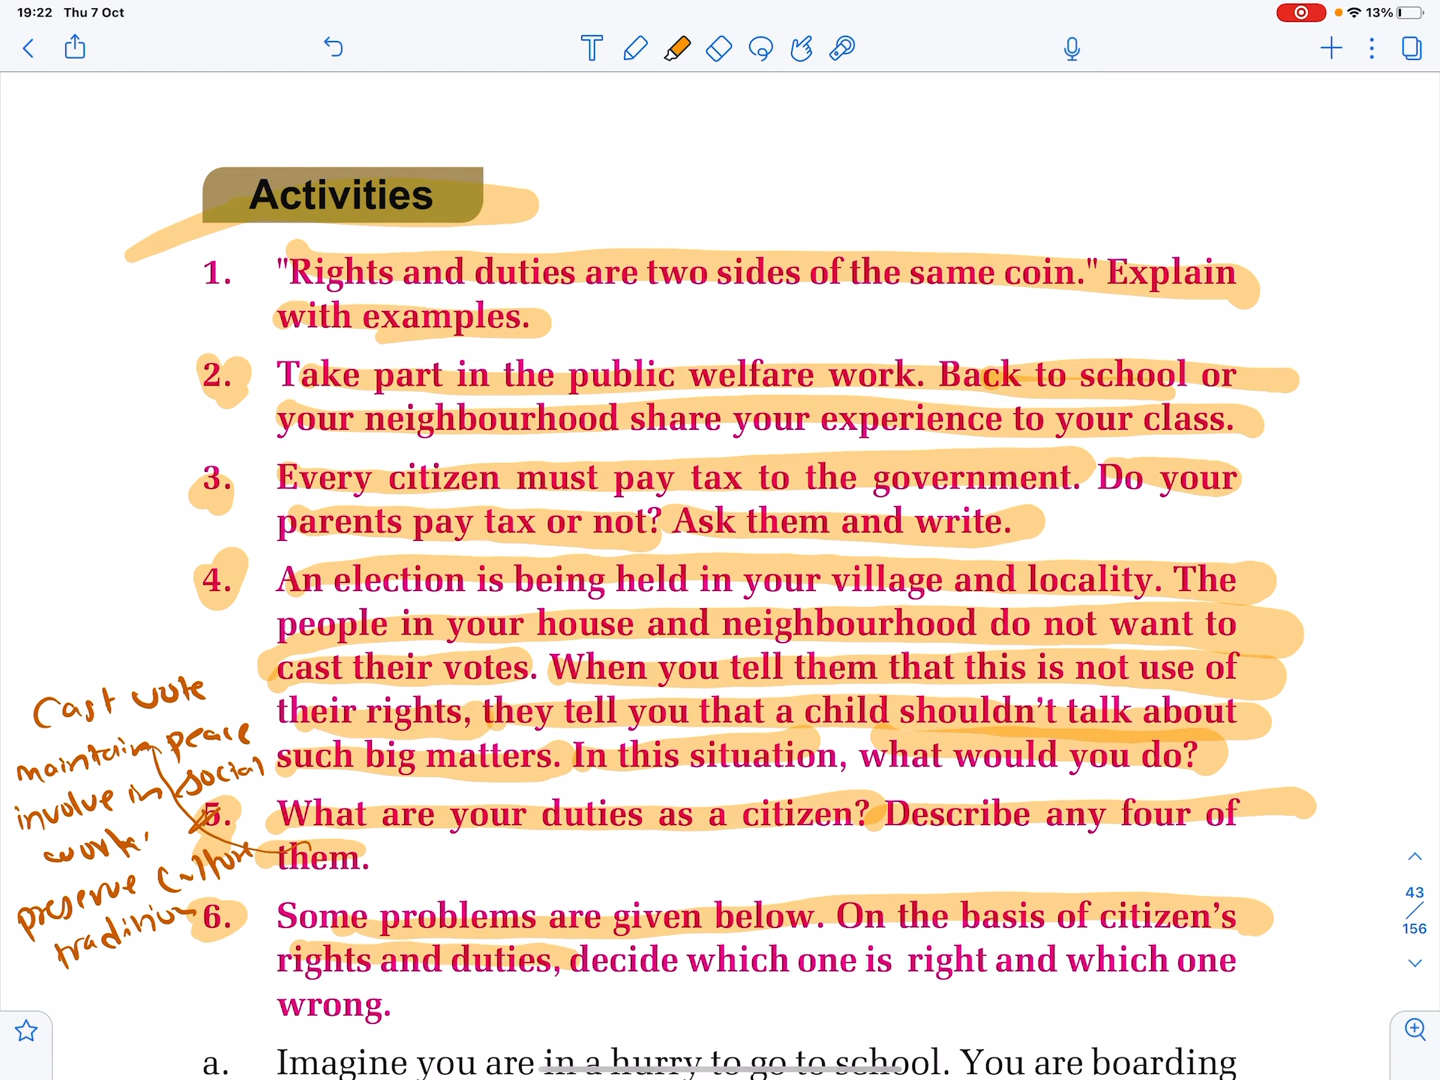 19:22 Thu 7 Oct
13%
Activities
1. "Rights and duties are two sides of the same coin." Explain
with examples.
2. Take part in the public welfare work. Back to school or
your neighbourhood share your experience to your class.
3. Every citizen must pay tax to the government. Do your
parents pay tax or not? Ask them and write.
4. An election is being held in your village and locality. The
people in your house and neighbourhood do not want to
cast their votes. When you tell them that this is not use of
their rights, they tell you that a child shouldn't talk about
such big matters. In this situation, what would you do?
5. What are your duties as a citizen? Describe any four of
them.
6. Some problems are given below. On the basis of citizen's
rights and duties, decide which one is right and which one
wrong.
a. Imagine you are in a hurry to go to school. You are boarding
Cast vote
maintaing peace
involve in social
work,
preserve culture
tradition
43
156